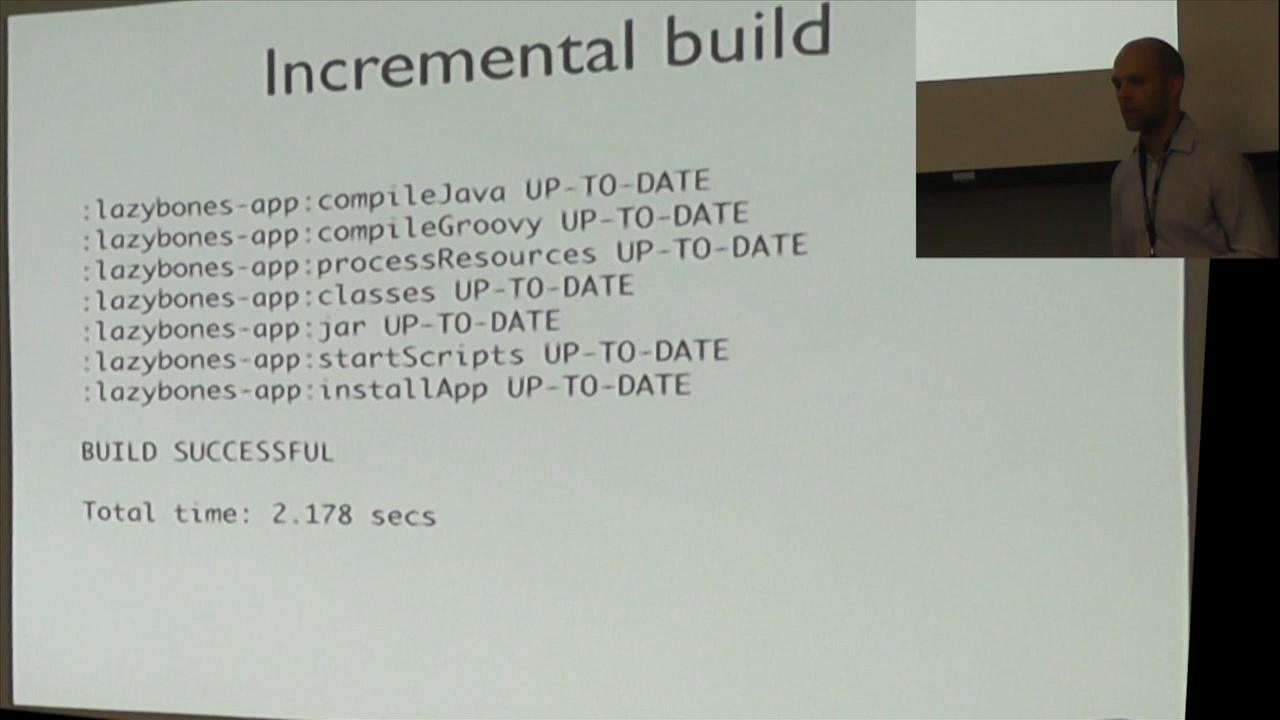 Incremental build
:lazybones-app:compileJava UP-TO-DATE
:lazybones-app:compileGroovy UP-TO-DATE
:lazybones-app:processResources UP-TO-DATE
:lazybones-app:classes UP-TO-DATE
:lazybones-app:jar UP-TO-DATE
:lazybones-app:startScripts UP-TO-DATE
:lazybones-app:installApp UP-TO-DATE
BUILD SUCCESSFUL
Total time: 2.178 secs